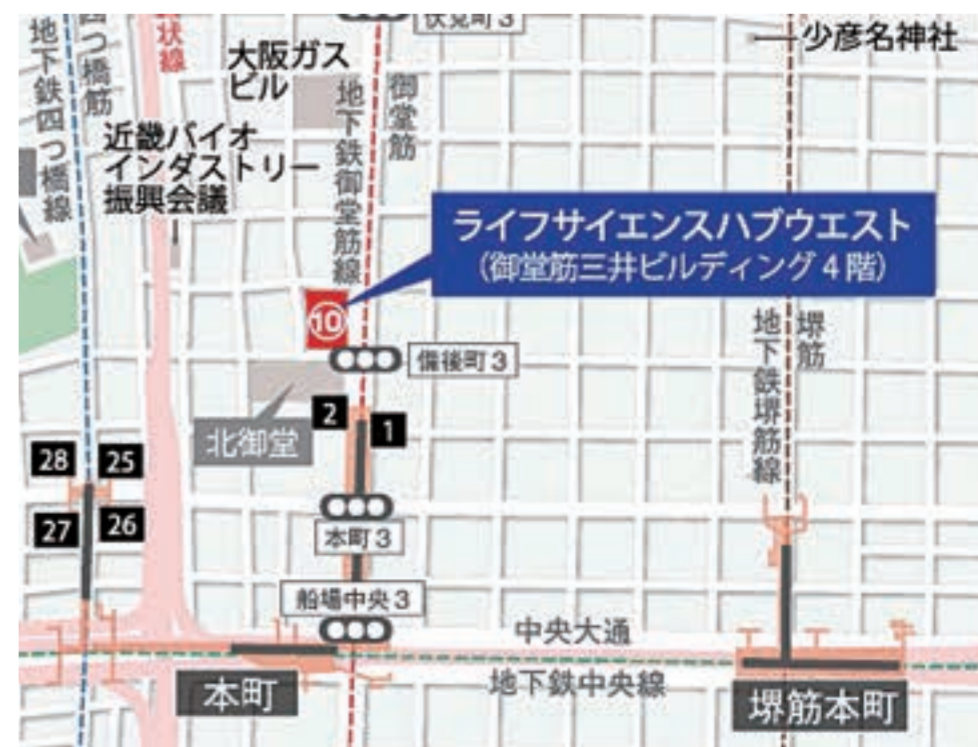 伏見町3
少彦名神社
状線
四つ橋筋
地下鉄四つ橋線
大阪ガス
ビル
地下鉄御堂筋線
御堂筋
近畿バイオ
インダストリー
振興会議
ライフサイエンスハブウエスト
(御堂筋三井ビルディング4階)
⑩
備後町3
地下鉄堺筋線
堺筋
北御堂
2
1
28
25
27
26
本町3
船場中央3
中央大通
地下鉄中央線
本町
堺筋本町